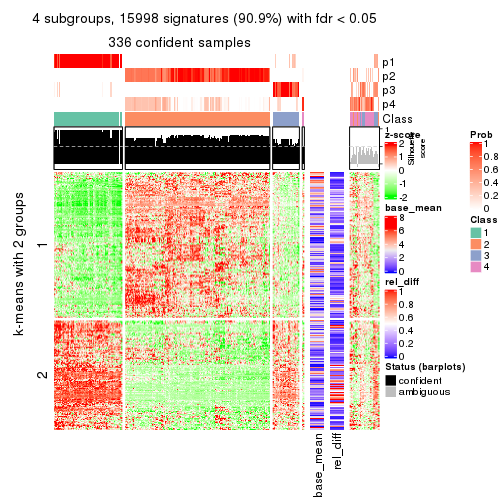 4 subgroups, 15998 signatures (90.9%) with fdr < 0.05
336 confident samples
p1
p2
p3
p4
Class
1
Silhouette
score
k-means with 2 groups
1
2
base_mean
rel_diff
z-score
2
1
0
-1
-2
base_mean
8
6
4
2
0
rel_diff
1
0.8
0.6
0.4
0.2
0
Status (barplots)
confident
ambiguous
Prob
1
0.8
0.6
0.4
0.2
0
Class
1
2
3
4